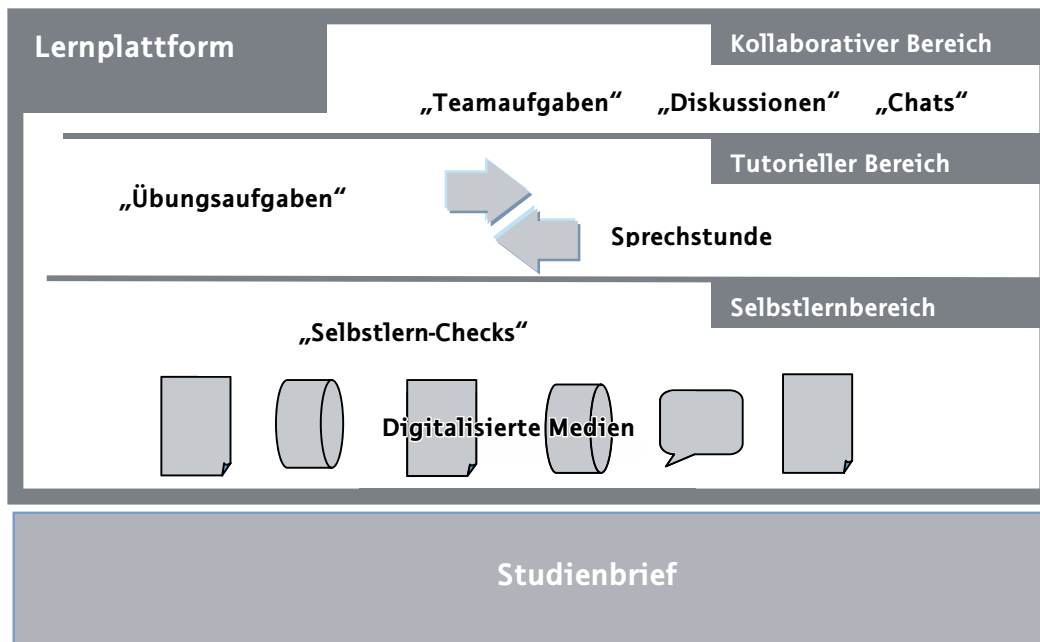 Lernplattform
Kollaborativer Bereich
„Teamaufgaben“ „Diskussionen“ „Chats“
Tutorieller Bereich
„Übungsaufgaben“
Sprechstunde
Selbstlernbereich
„Selbstlern-Checks“
Digitalisierte Medien
Studienbrief